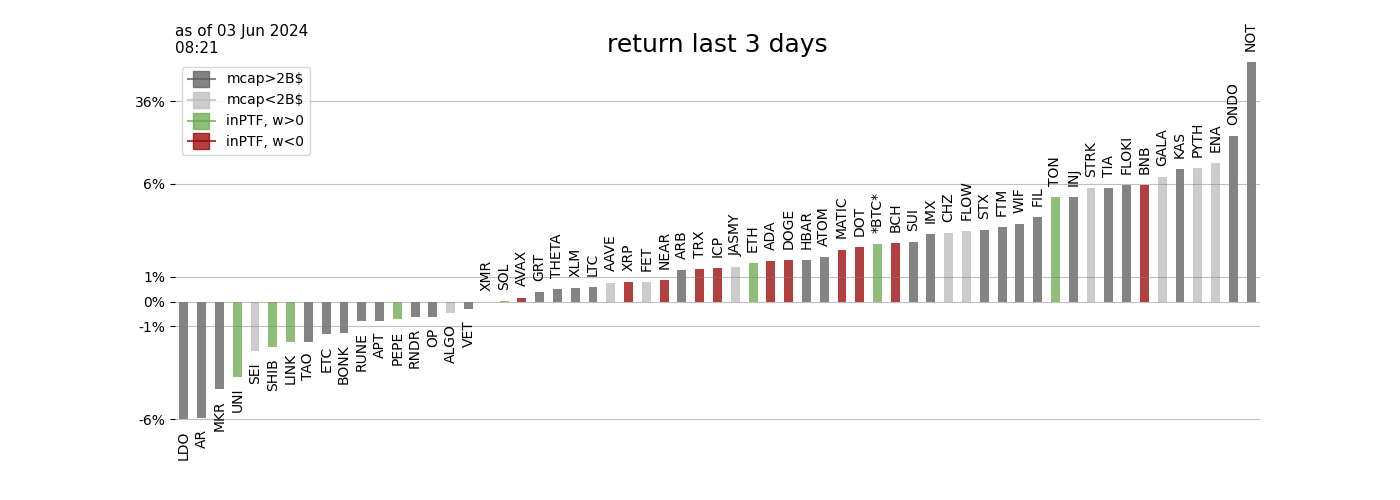 as of 03 Jun 2024
08:21
return last 3 days
mcap>2B$
mcap<2B$
inPTF, w>0
inPTF, w<0
36%
6%
1%
0%
-1%
-6%
LDO
AR
MKR
UNI
SEI
SHIB
LINK
TAO
ETC
BONK
RUNE
APT
PEPE
RNDR
OP
ALGO
VET
XMR
SOL
AVAX
GRT
THETA
XLM
LTC
AAVE
XRP
FET
NEAR
ARB
TRX
ICP
JASMY
ETH
ADA
DOGE
HBAR
ATOM
MATIC
DOT
*BTC*
BCH
SUI
IMX
CHZ
FLOW
STX
FTM
WIF
FIL
TON
INJ
STRK
TIA
FLOKI
BNB
GALA
KAS
PYTH
ENA
ONDO
NOT